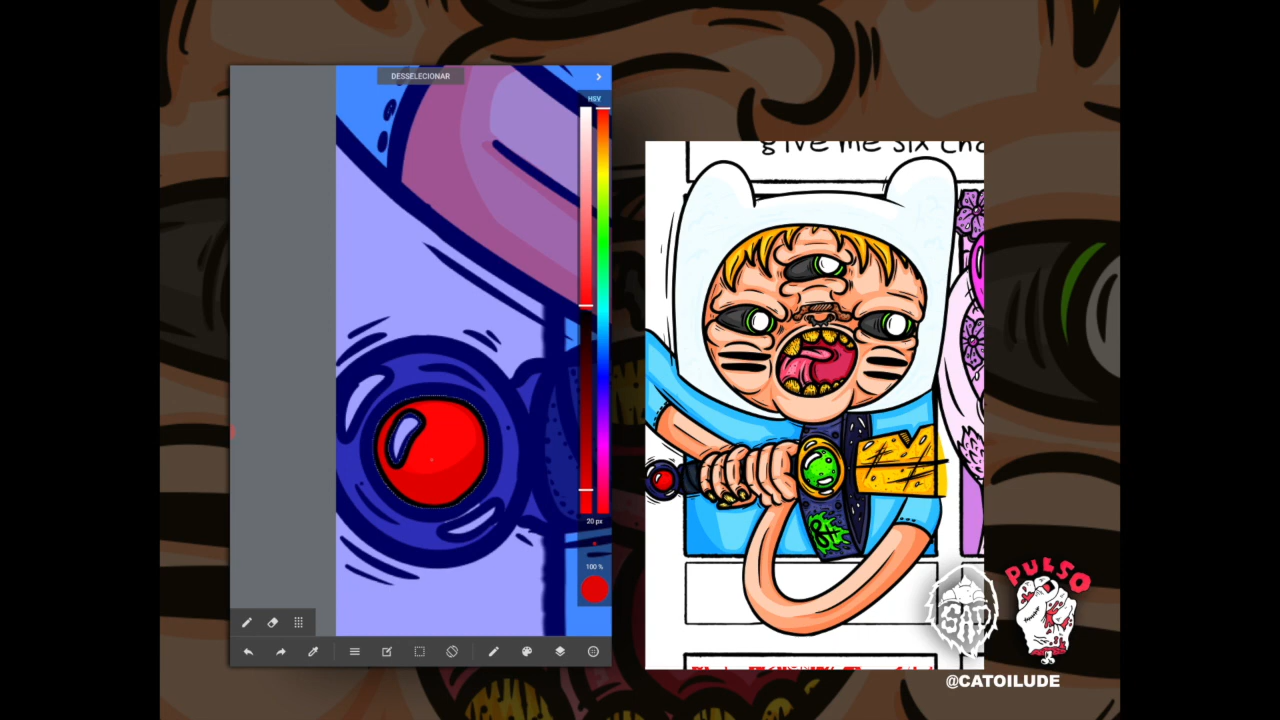 DESSELECIONAR
HSV
20 px
100 %
give me six cha
SAT
PULSO
@CATOILUDE